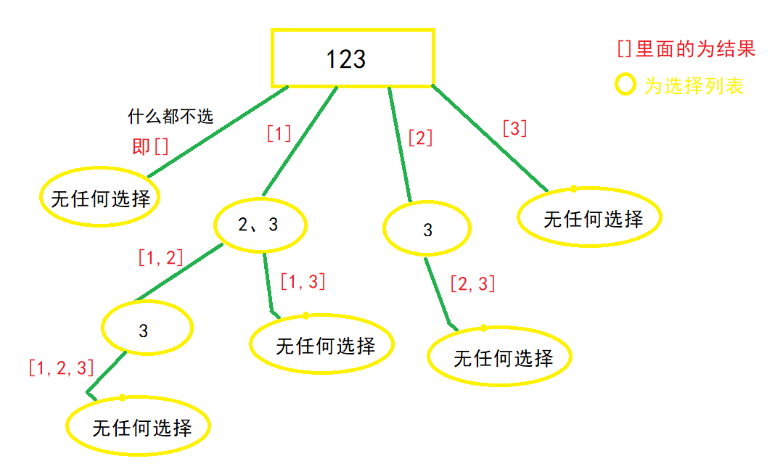 123
[]里面的为结果
为选择列表
什么都不选
即[]
[1]
[2]
[3]
无任何选择
2、3
3
无任何选择
[1,2]
[1,3]
[2,3]
3
无任何选择
无任何选择
[1,2,3]
无任何选择